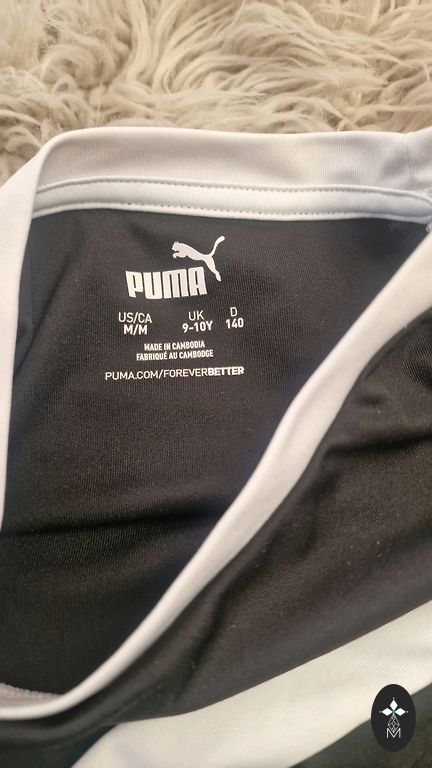 PUMA
US/CA UK D
M/M 9-10Y 140
MADE IN CAMBODIA
FABRIQUÉ AU CAMBODGE
PUMA.COM/FOREVERBETTER
M